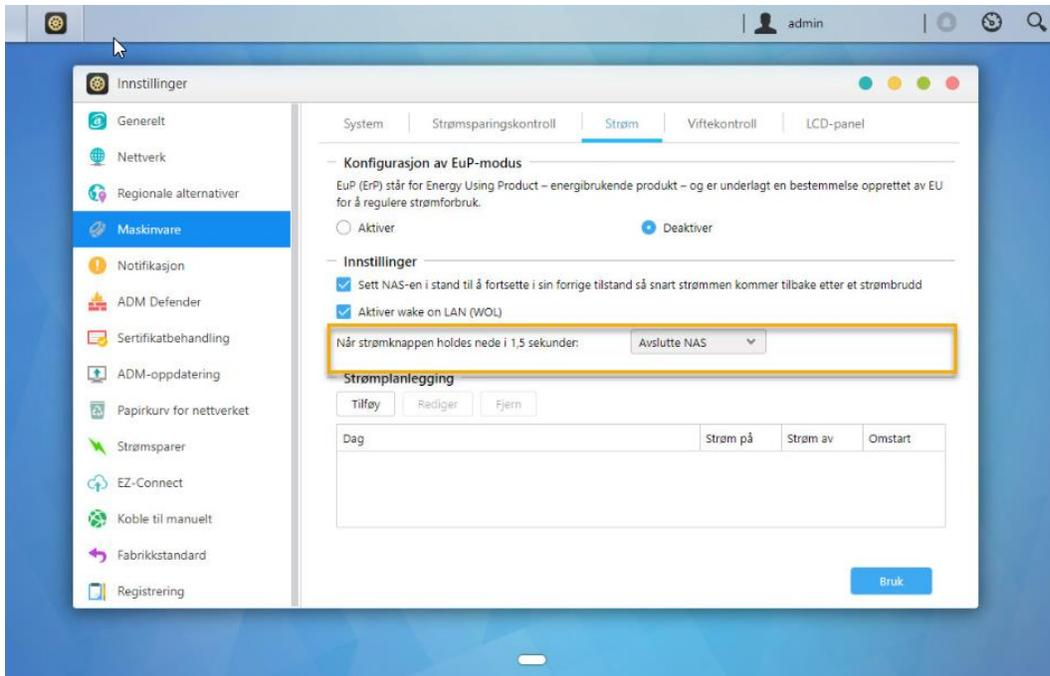 admin
Innstillinger
Generelt
Nettverk
Regionale alternativer
Maskinvare
Notifikasjon
ADM Defender
Sertifikatbehandling
ADM-oppdatering
Papirkurv for nettverket
Strømsparer
EZ-Connect
Koble til manuelt
Fabrikkstandard
Registrering
System
Strømsparingskontroll
Strøm
Viftekontroll
LCD-panel
Konfigurasjon av EuP-modus
EuP (ErP) står for Energy Using Product – energibrukende produkt – og er underlagt en bestemmelse opprettet av EU
for å regulere strømforbruk.
Aktiver
Deaktiver
Innstillinger
Sett NAS-en i stand til å fortsette i sin forrige tilstand så snart strømmen kommer tilbake etter et strømbrudd
Aktiver wake on LAN (WOL)
Når strømknappen holdes nede i 1,5 sekunder:
Avslutte NAS
Strømplanlegging
Tilføy
Rediger
Fjern
Dag
Strøm på
Strøm av
Omstart
Bruk